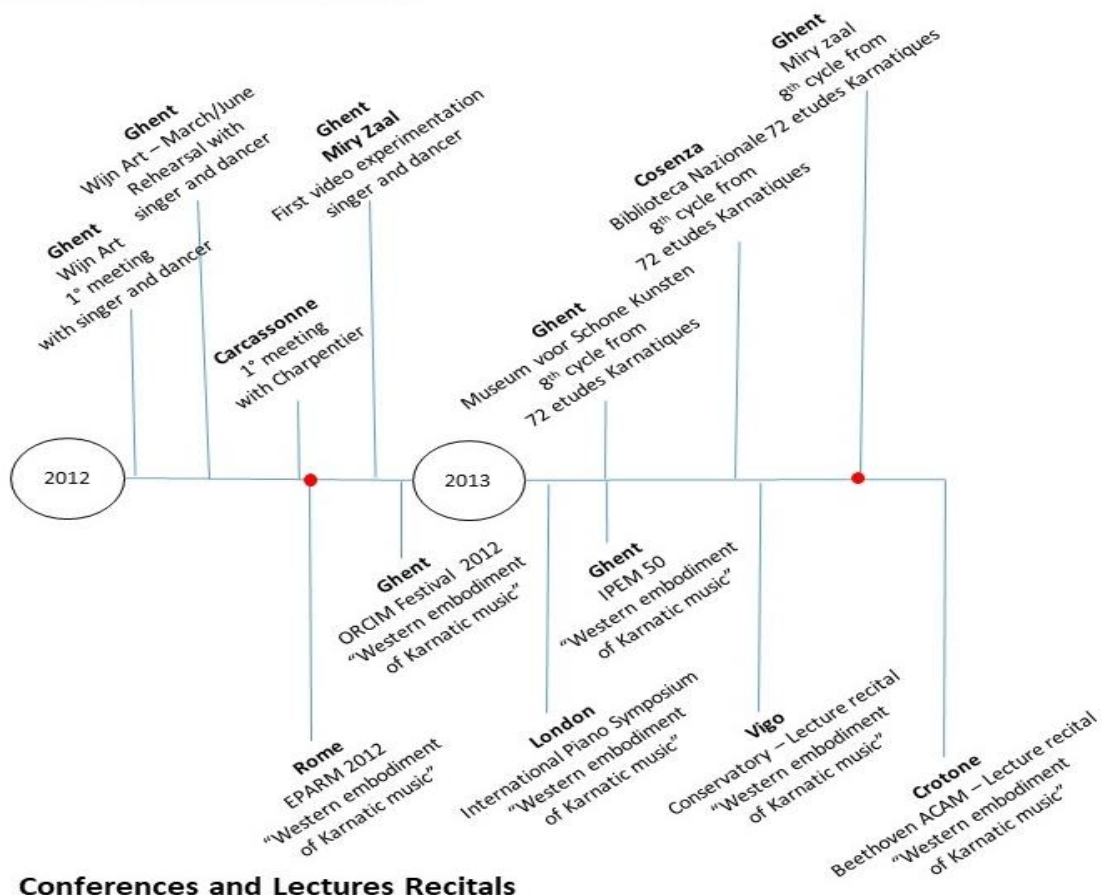 Ghent
Wijn Art
1° meeting
with singer and dancer
Ghent
Wijn Art – March/June
Rehearsal with
singer and dancer
Carcassonne
1° meeting
with Charpentier
Ghent
Miry Zaal
First video experimentation
singer and dancer
Ghent
Museum voor Schone Kunsten
8th cycle from
72 etudes Karnatiques
Cosenza
Biblioteca Nazionale
8th cycle from
72 etudes Karnatiques
Ghent
Miry zaal
8th cycle from
72 etudes Karnatiques
2012
2013
Rome
EPARM 2012
“Western embodiment
of Karnatic music”
Ghent
ORCIM Festival 2012
“Western embodiment
of Karnatic music”
London
International Piano Symposium
“Western embodiment
of Karnatic music”
Ghent
IPEM 50
“Western embodiment
of Karnatic music”
Vigo
Conservatory – Lecture recital
“Western embodiment
of Karnatic music”
Crotone
Beethoven ACAM – Lecture recital
“Western embodiment
of Karnatic music”
Conferences and Lectures Recitals